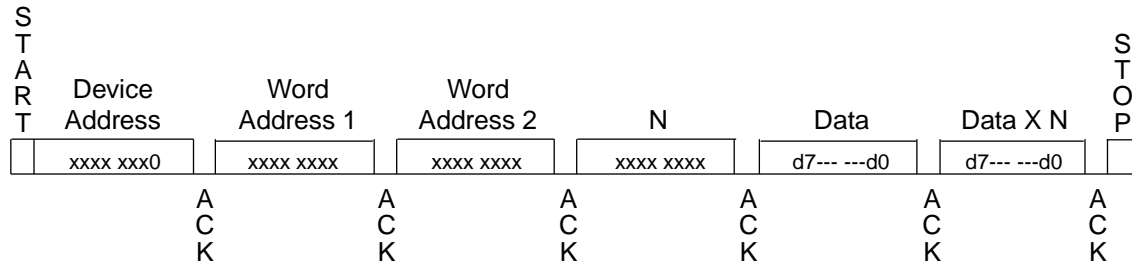 START
Device
Address
Word
Address 1
Word
Address 2
N
Data
Data X N
STOP
xxxx xxx0
xxxx xxxx
xxxx xxxx
xxxx xxxx
d7--- ---d0
d7--- ---d0
ACK
ACK
ACK
ACK
ACK
ACK